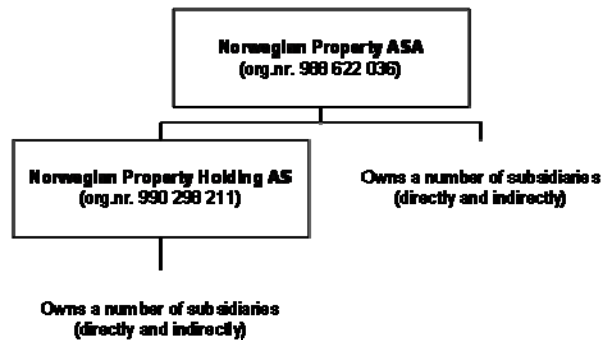 Norwegian Property ASA
(org.nr. 988 622 036)
Norwegian Property Holding AS
(org.nr. 990 298 211)
Owns a number of subsidiaries
(directly and indirectly)
Owns a number of subsidiaries
(directly and indirectly)